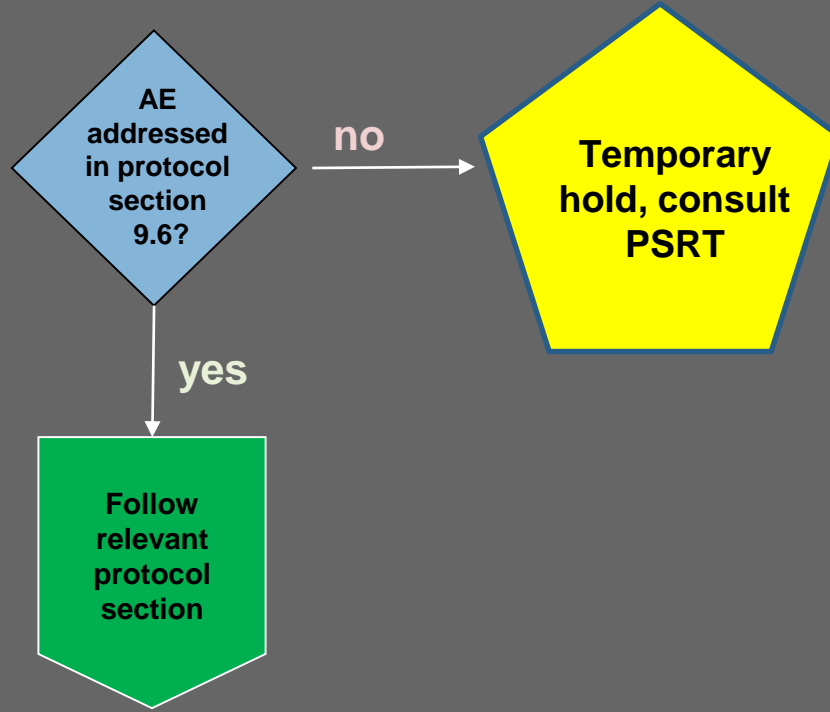 AE
addressed
in protocol
section
9.6?
no
Temporary
hold, consult
PSRT
yes
Follow
relevant
protocol
section